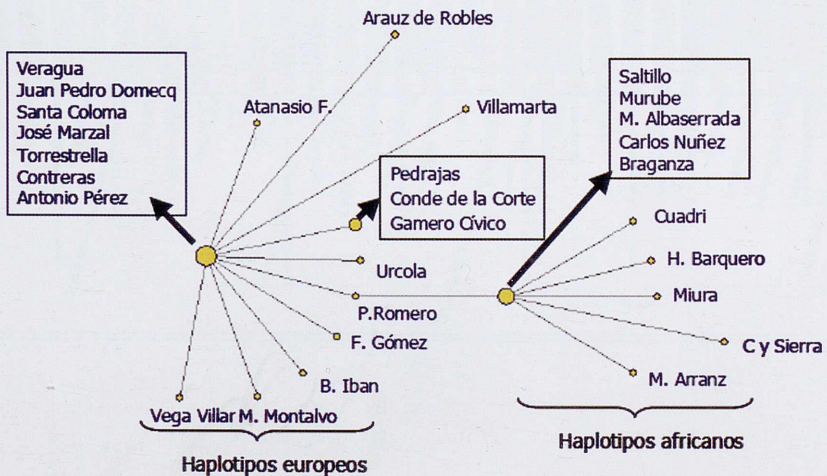 Arauz de Robles
Veragua
Juan Pedro Domecq
Santa Coloma
José Marzal
Torrestrella
Contreras
Antonio Pérez
Atanasio F.
Villamarta
Saltillo
Murube
M. Albaserrada
Carlos Nuñez
Braganza
Pedrajas
Conde de la Corte
Gamero Cívico
Cuadri
H. Barquero
Urcola
Miura
P.Romero
F. Gómez
C y Sierra
B. Iban
M. Arranz
Vega Villar M. Montalvo
Haplotipos europeos
Haplotipos africanos